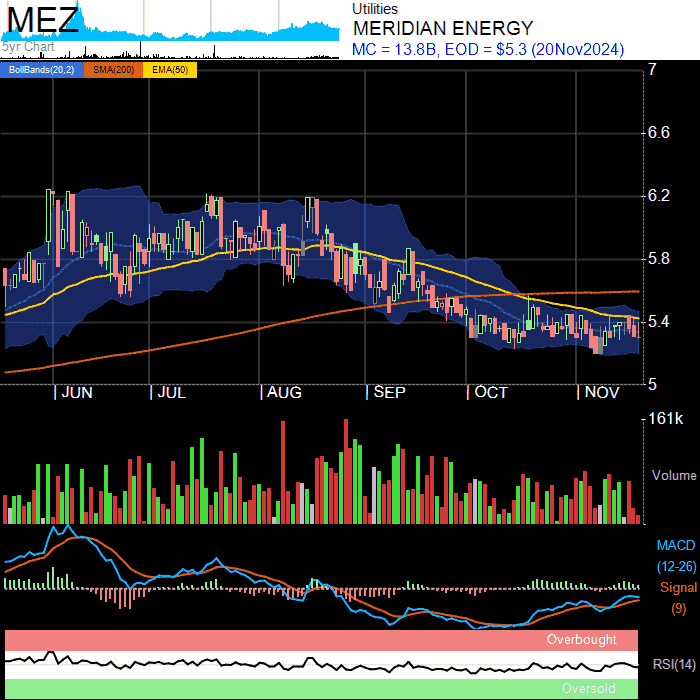 MEZ
5yr Chart
Utilities
MERIDIAN ENERGY
MC = 13.8B, EOD = $5.3 (20Nov2024)
BollBands(20,2) SMA(200) EMA(50)
7
6.6
6.2
5.8
5.4
5
JUN JUL AUG SEP OCT NOV
161k
Volume
MACD
(12-26)
Signal
(9)
Overbought
RSI(14)
Oversold